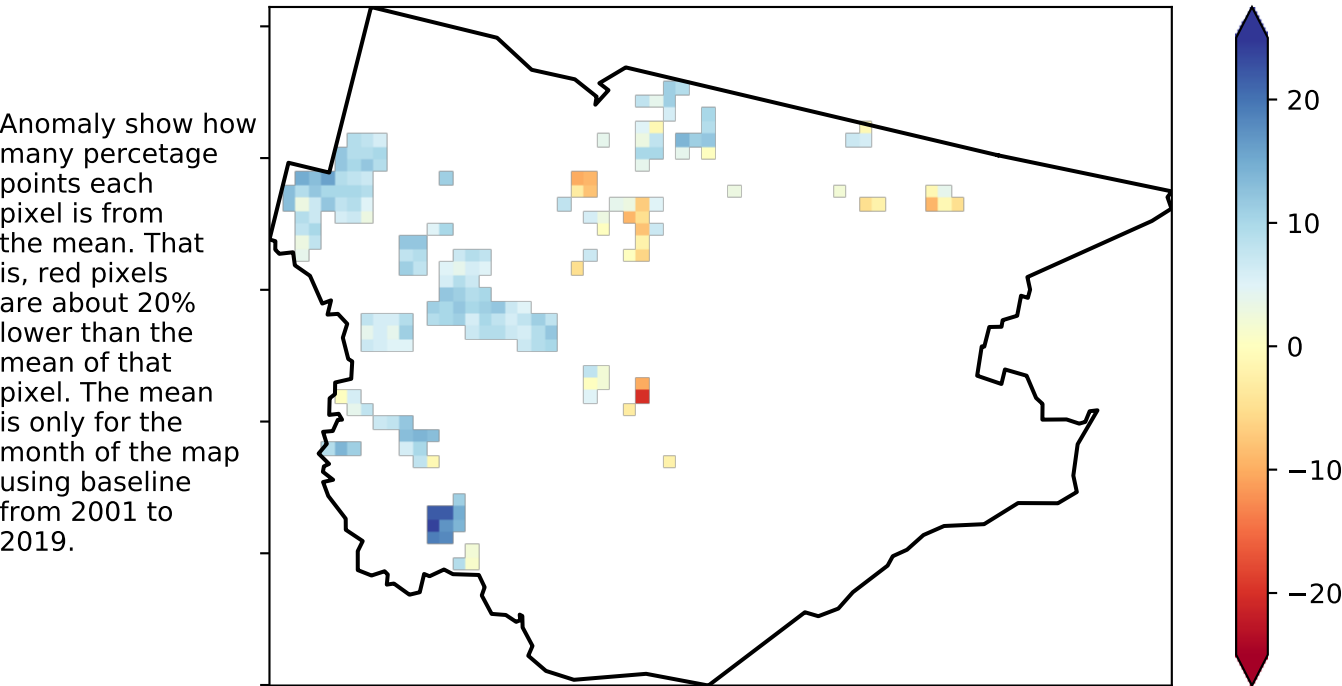 Anomaly show how
many percetage
points each
pixel is from
the mean. That
is, red pixels
are about 20%
lower than the
mean of that
pixel. The mean
is only for the
month of the map
using baseline
from 2001 to
2019.
20
10
0
−10
−20